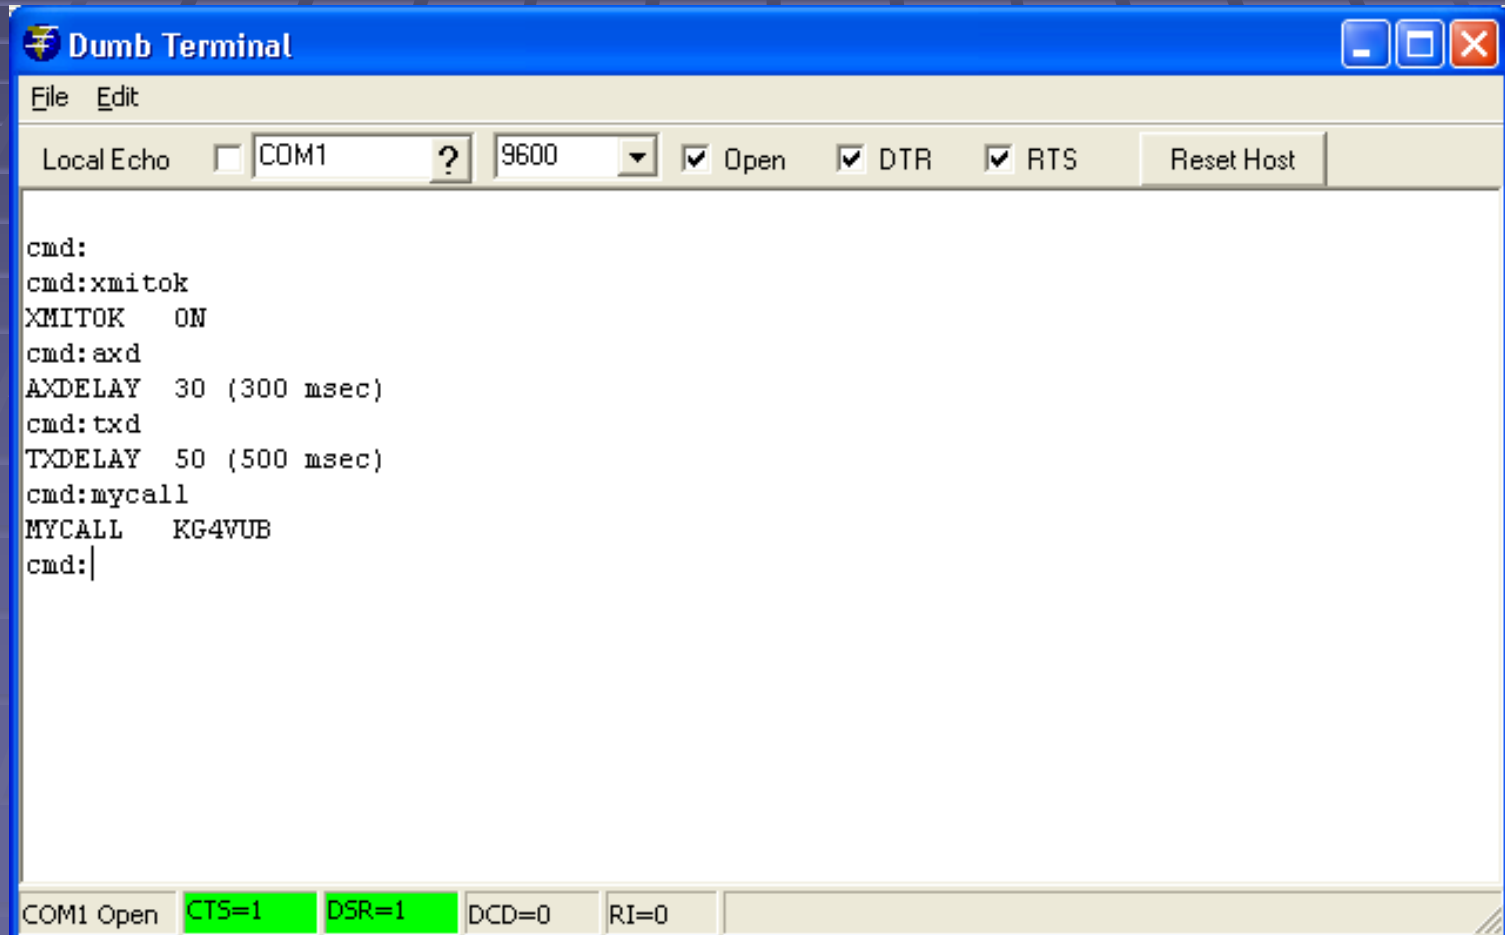 Dumb Terminal
File Edit
Local Echo COM1 ? 9600 Open DTR RTS Reset Host
cmd:
cmd:xmitok
XMITOK ON
cmd:axd
AXDELAY 30 (300 msec)
cmd:txd
TXDELAY 50 (500 msec)
cmd:mycall
MYCALL KG4VUB
cmd:
COM1 Open CTS=1 DSR=1 DCD=0 RI=0